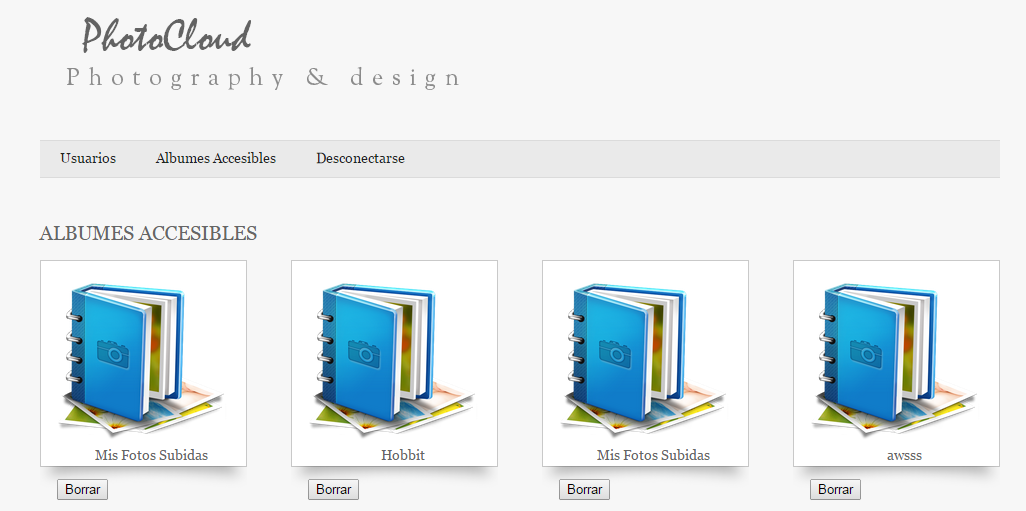 PhotoCloud
Photography & design
Usuarios Albumes Accesibles Desconectarse
ALBUMES ACCESIBLES
Mis Fotos Subidas Hobbit Mis Fotos Subidas awsss
Borrar Borrar Borrar Borrar